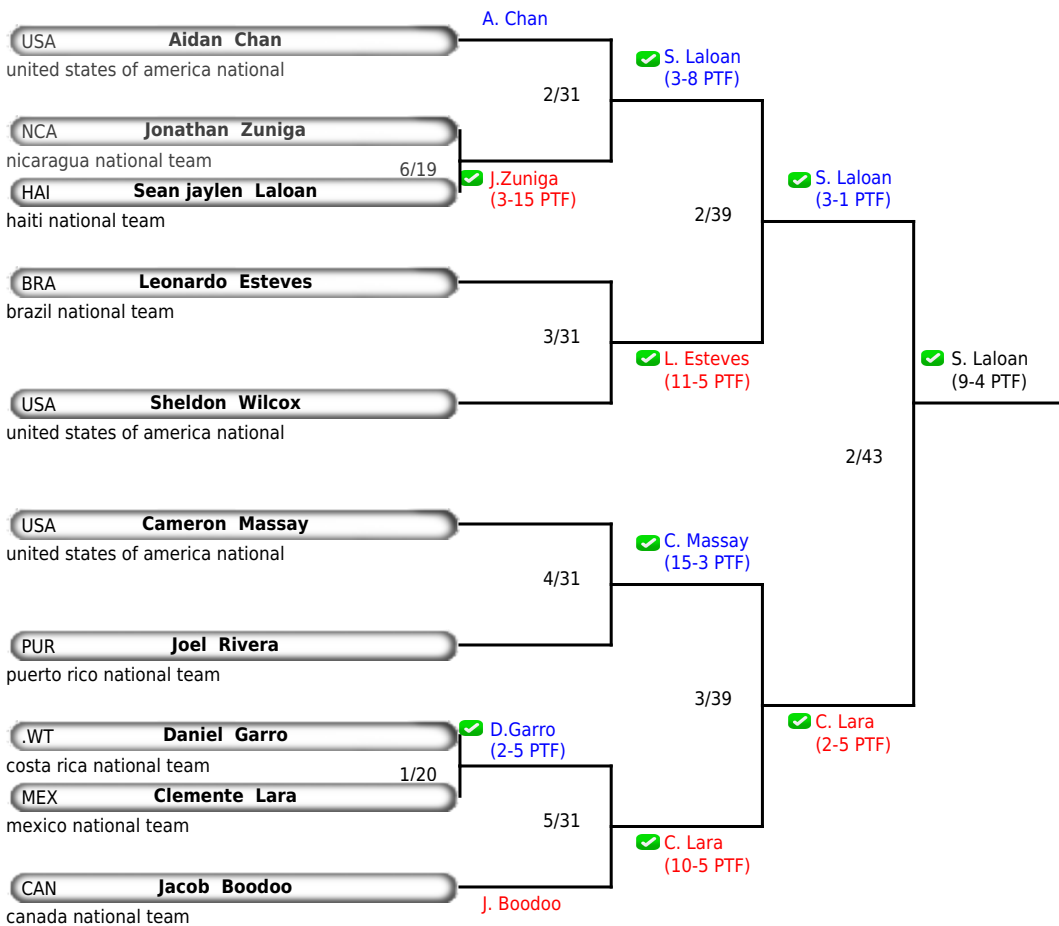 A. Chan
USA Aidan Chan
united states of america national
S. Laloan
(3-8 PTF)
2/31
NCA Jonathan Zuniga
nicaragua national team
6/19
J.Zuniga
(3-15 PTF)
HAI Sean jaylen Laloan
haiti national team
S. Laloan
(3-1 PTF)
2/39
BRA Leonardo Esteves
brazil national team
3/31
L. Esteves
(11-5 PTF)
USA Sheldon Wilcox
united states of america national
S. Laloan
(9-4 PTF)
2/43
USA Cameron Massay
united states of america national
C. Massay
(15-3 PTF)
4/31
PUR Joel Rivera
puerto rico national team
3/39
C. Lara
(2-5 PTF)
.WT Daniel Garro
costa rica national team
D.Garro
(2-5 PTF)
1/20
MEX Clemente Lara
mexico national team
5/31
C. Lara
(10-5 PTF)
CAN Jacob Boodoo
canada national team
J. Boodoo